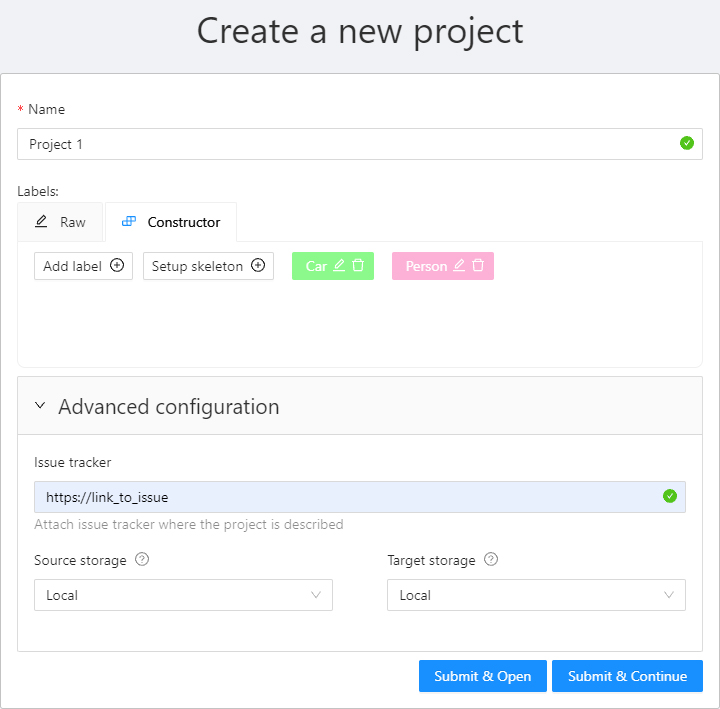 Create a new project
* Name
Project 1
Labels:
Raw Constructor
Add label Setup skeleton Car Person
Advanced configuration
Issue tracker
https://link_to_issue
Attach issue tracker where the project is described
Source storage ? Target storage ?
Local Local
Submit & Open Submit & Continue